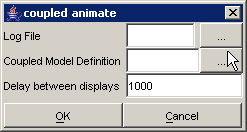 coupled animate
Log File ...
Coupled Model Definition ...
Delay between displays 1000
OK Cancel